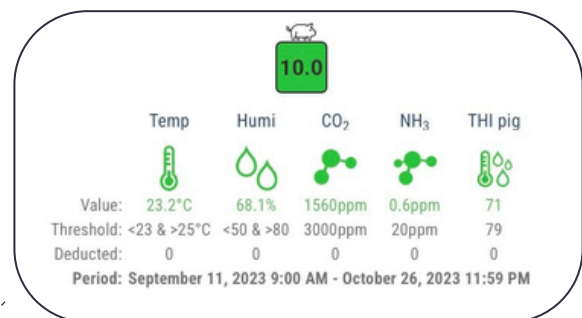 10.0
Temp Humi CO₂ NH₃ THI pig
Value: 23.2°C 68.1% 1560ppm 0.6ppm 71
Threshold: <23 & >25°C <50 & >80 3000ppm 20ppm 79
Deducted: 0 0 0 0 0
Period: September 11, 2023 9:00 AM - October 26, 2023 11:59 PM